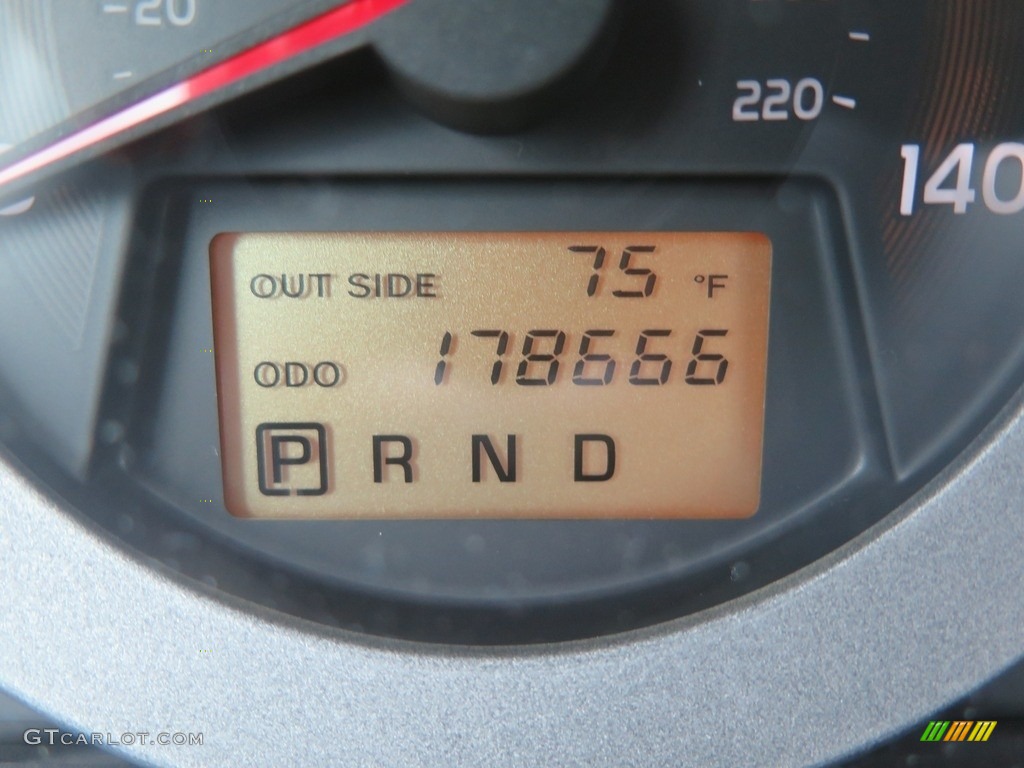 20
220
140
OUT SIDE 75 °F
ODO 178666
P R N D
GTCARLOT.COM